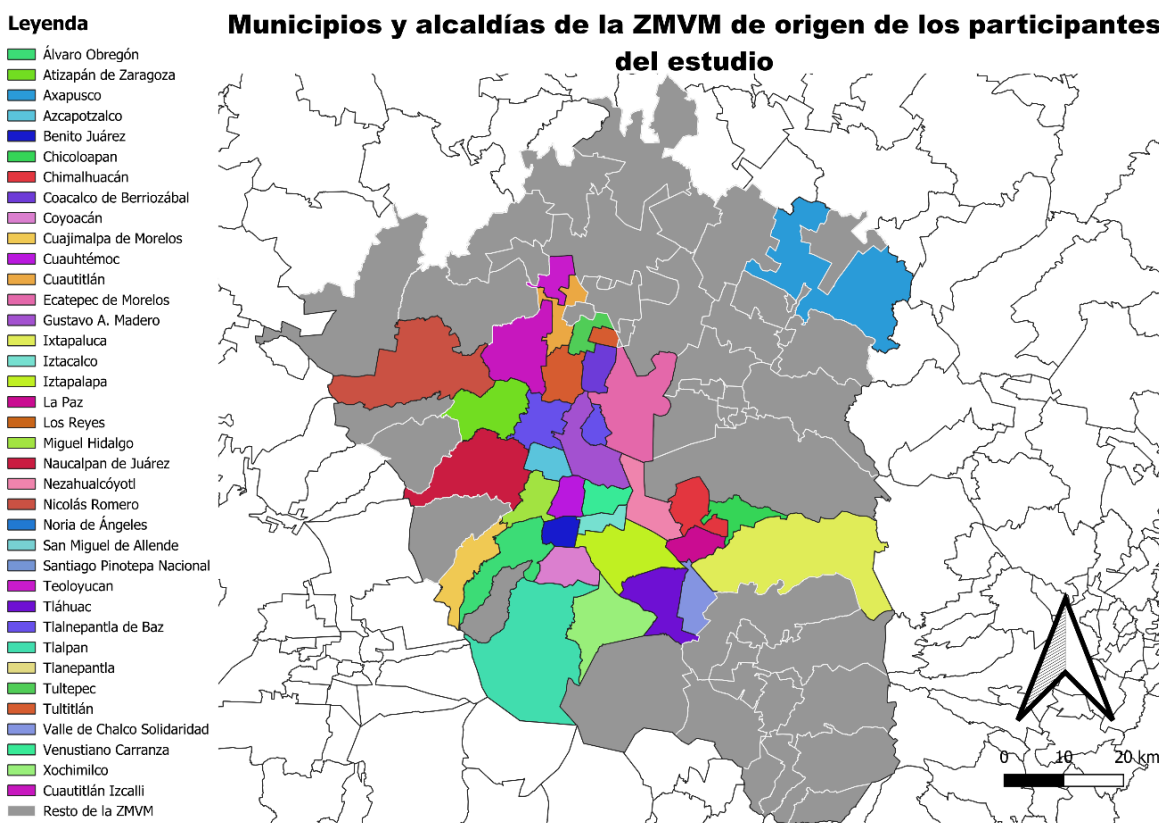 Leyenda
Álvaro Obregón
Atizapán de Zaragoza
Axapusco
Azcapotzalco
Benito Juárez
Chicoloapan
Chimalhuacán
Coacalco de Berriozábal
Coyoacán
Cuajimalpa de Morelos
Cuauhtémoc
Cuautitlán
Ecatepec de Morelos
Gustavo A. Madero
Ixtapaluca
Iztacalco
Iztapalapa
La Paz
Los Reyes
Miguel Hidalgo
Naucalpan de Juárez
Nezahualcóyotl
Nicolás Romero
Noria de Ángeles
San Miguel de Allende
Santiago Pinotepa Nacional
Teoloyucan
Tláhuac
Tlalnepantla de Baz
Tlalpan
Tlanepantla
Tultepec
Tultitlán
Valle de Chalco Solidaridad
Venustiano Carranza
Xochimilco
Cuautitlán Izcalli
Resto de la ZMVM
Municipios y alcaldías de la ZMVM de origen de los participantes
del estudio
0 10 20 km